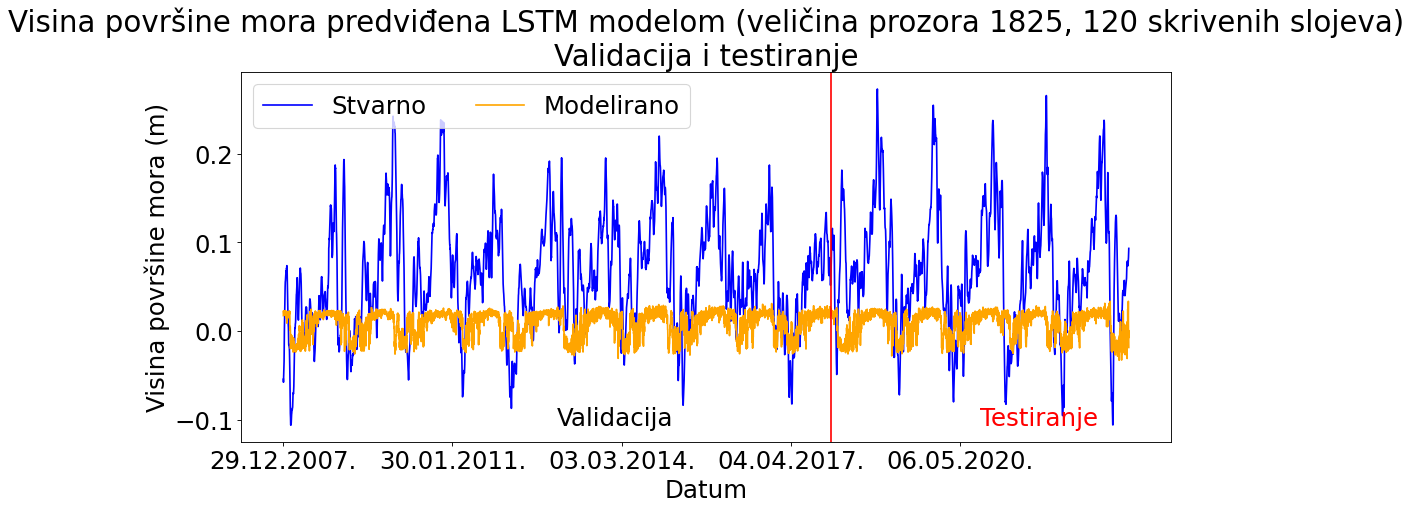 Visina površine mora predviđena LSTM modelom (veličina prozora 1825, 120 skrivenih slojeva)
Validacija i testiranje
Stvarno
Modelirano
Visina površine mora (m)
0.2
0.1
0.0
−0.1
Validacija
Testiranje
29.12.2007.
30.01.2011.
03.03.2014.
04.04.2017.
06.05.2020.
Datum